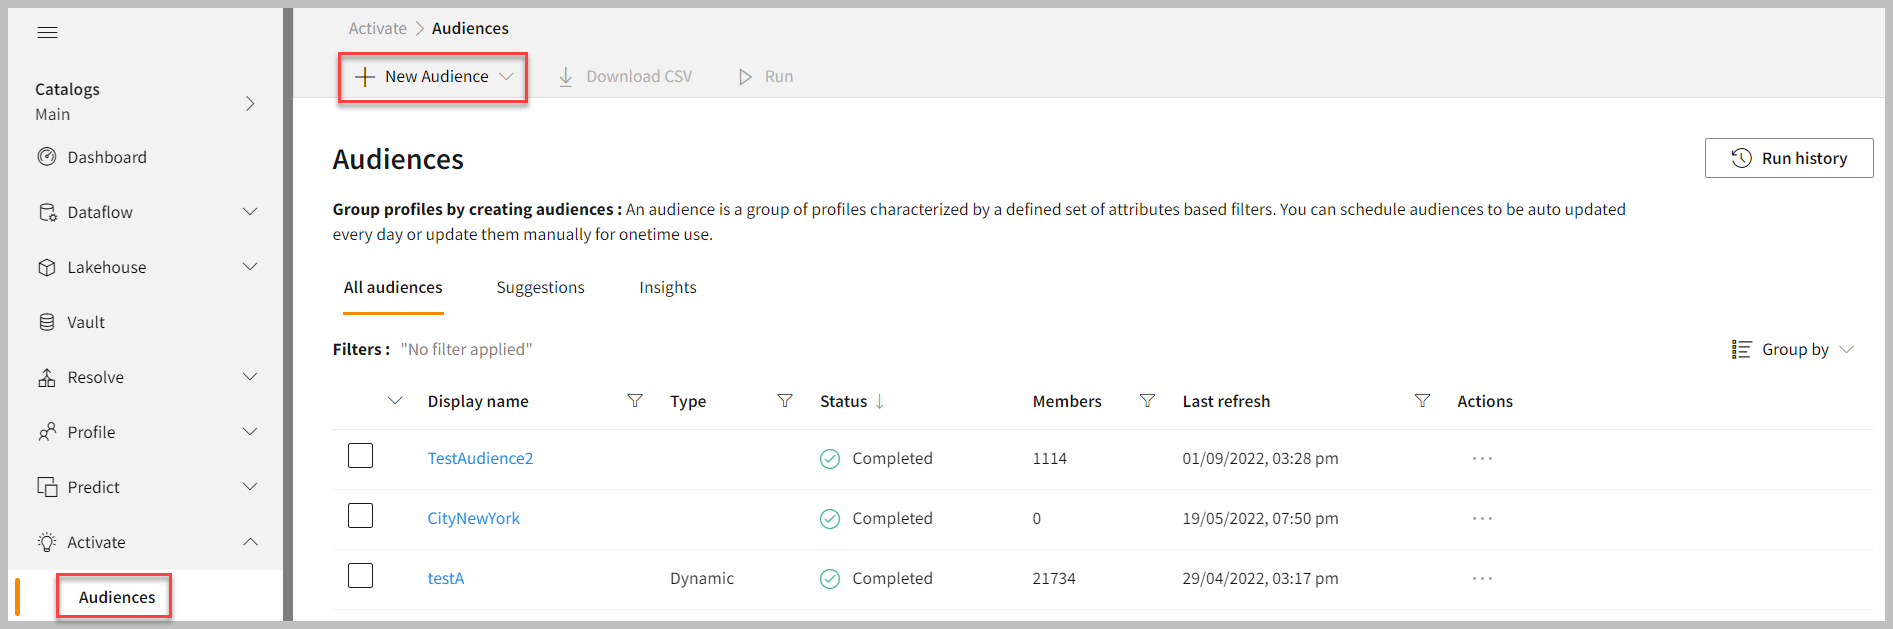 Catalogs
Main
Dashboard
Dataflow
Lakehouse
Vault
Resolve
Profile
Predict
Activate
Audiences
Activate > Audiences
New Audience Download CSV Run
Audiences
Run history
Group profiles by creating audiences : An audience is a group of profiles characterized by a defined set of attributes based filters. You can schedule audiences to be auto updated
every day or update them manually for onetime use.
All audiences Suggestions Insights
Filters : "No filter applied"
Group by
Display name Type Status ↓ Members Last refresh Actions
TestAudience2 Completed 1114 01/09/2022, 03:28 pm ...
CityNewYork Completed 0 19/05/2022, 07:50 pm ...
testA Dynamic Completed 21734 29/04/2022, 03:17 pm ...